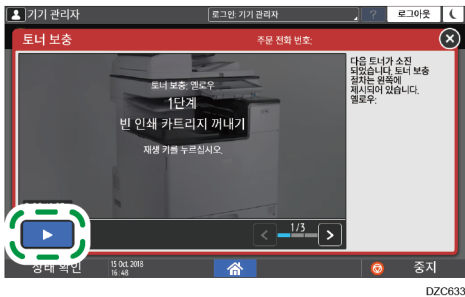 기기 관리자
로그인: 기기 관리자
?
로그아웃
토너 보충
주문 전화 번호:
토너 보충: 옐로우
1단계
빈 인쇄 카트리지 꺼내기
재생 키를 누르십시오.
다음 토너가 소진
되었습니다. 토너 보충
절차는 왼쪽에
제시되어 있습니다.
옐로우:
1/3
상태 확인
15 Oct. 2018
16:48
중지
DZC633